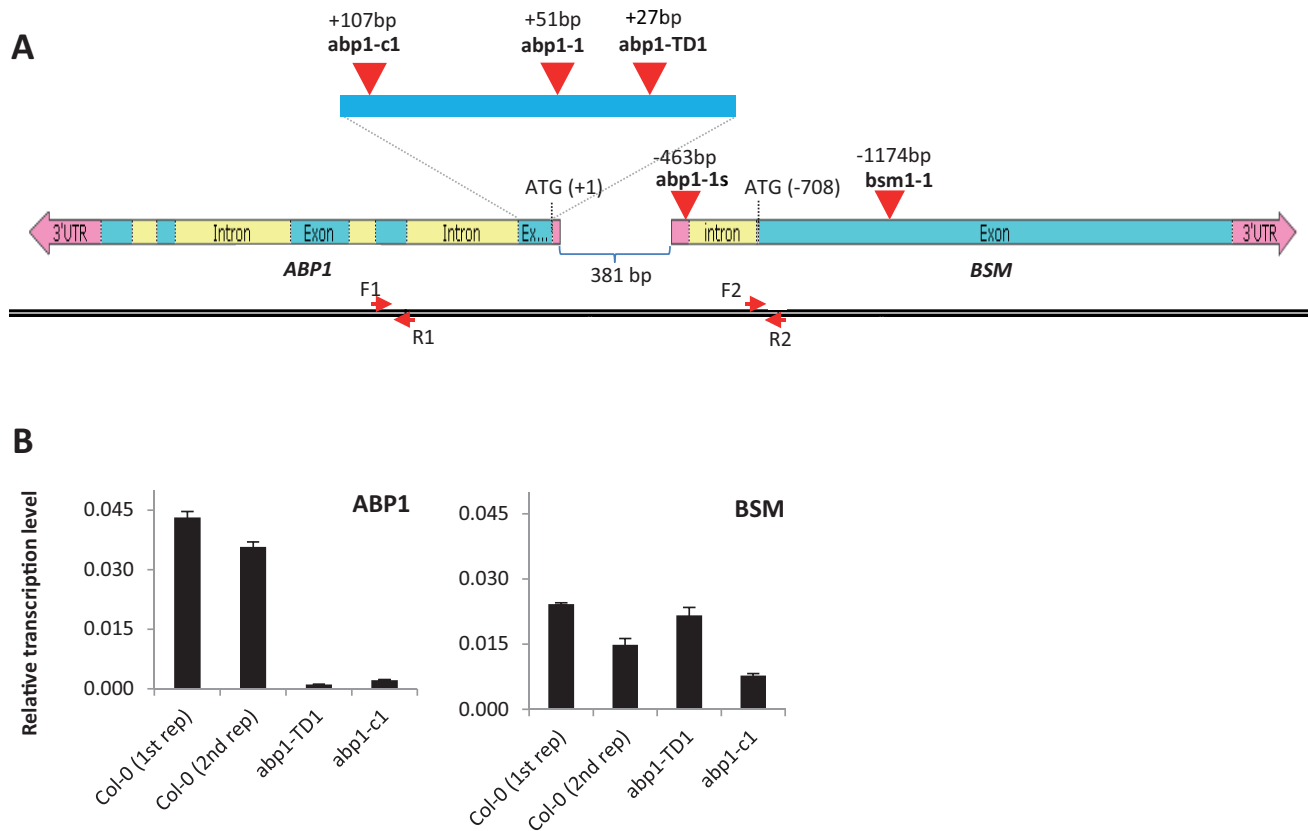 A
+107bp
abp1-c1
+51bp
abp1-1
+27bp
abp1-TD1
-463bp
abp1-1s
-1174bp
bsm1-1
ATG (+1)
ATG (-708)
3'UTR
Intron
Exon
Intron
Ex...
intron
Exon
3'UTR
ABP1
381 bp
BSM
F1
R1
F2
R2
B
Relative transcription level
ABP1
0.045
0.030
0.015
0.000
Col-0 (1st rep)
Col-0 (2nd rep)
abp1-TD1
abp1-c1
BSM
0.045
0.030
0.015
0.000
Col-0 (1st rep)
Col-0 (2nd rep)
abp1-TD1
abp1-c1